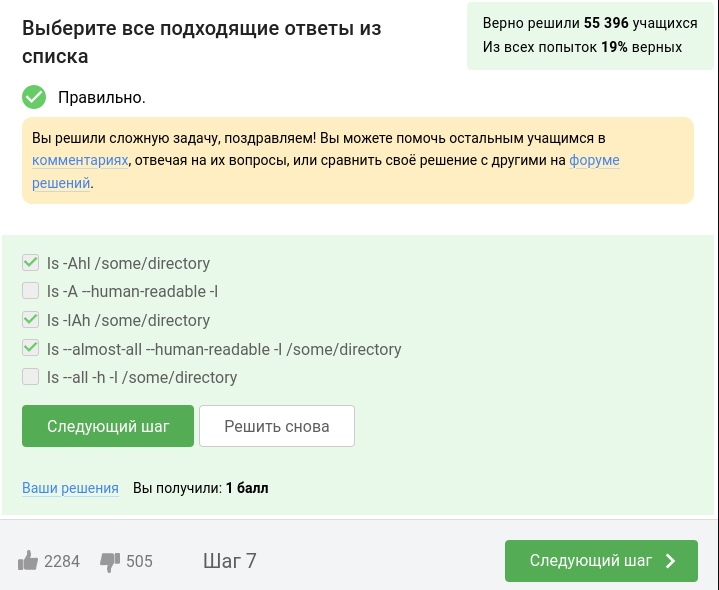 Выберите все подходящие ответы из
списка
Верно решили 55 396 учащихся
Из всех попыток 19% верных
Правильно.
Вы решили сложную задачу, поздравляем! Вы можете помочь остальным учащимся в
комментариях, отвечая на их вопросы, или сравнить своё решение с другими на форуме
решений.
ls -Ahl /some/directory
ls -A --human-readable -l
ls -lAh /some/directory
ls --almost-all --human-readable -l /some/directory
ls --all -h -l /some/directory
Следующий шаг
Решить снова
Ваши решения Вы получили: 1 балл
2284 505 Шаг 7 Следующий шаг